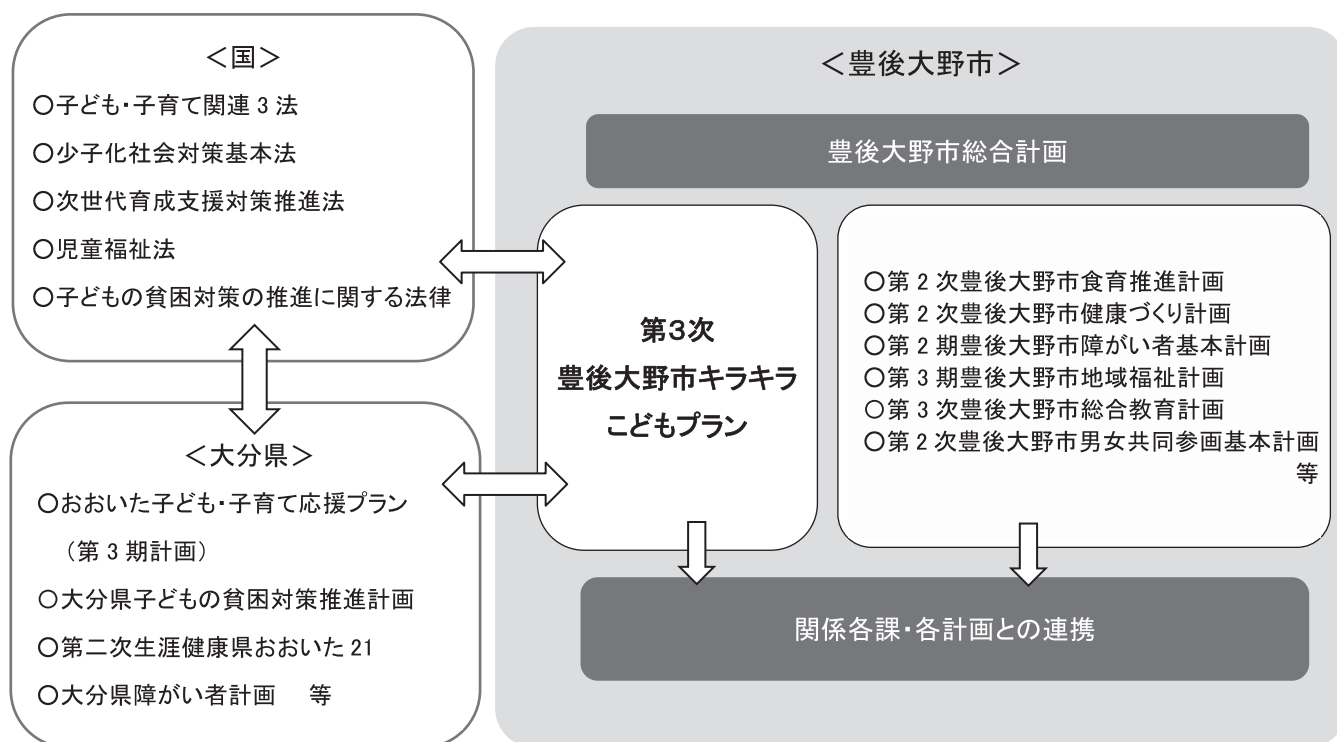 ＜国＞
○子ども・子育て関連３法
○少子化社会対策基本法
○次世代育成支援対策推進法
○児童福祉法
○子どもの貧困対策の推進に関する法律
＜大分県＞
○おおいた子ども・子育て応援プラン
（第３期計画）
○大分県子どもの貧困対策推進計画
○第二次生涯健康県おおいた 21
○大分県障がい者計画　等
＜豊後大野市＞
豊後大野市総合計画
第３次
豊後大野市キラキラ
こどもプラン
○第２次豊後大野市食育推進計画
○第２次豊後大野市健康づくり計画
○第２期豊後大野市障がい者基本計画
○第３期豊後大野市地域福祉計画
○第３次豊後大野市総合教育計画
○第２次豊後大野市男女共同参画基本計画
等
関係各課・各計画との連携